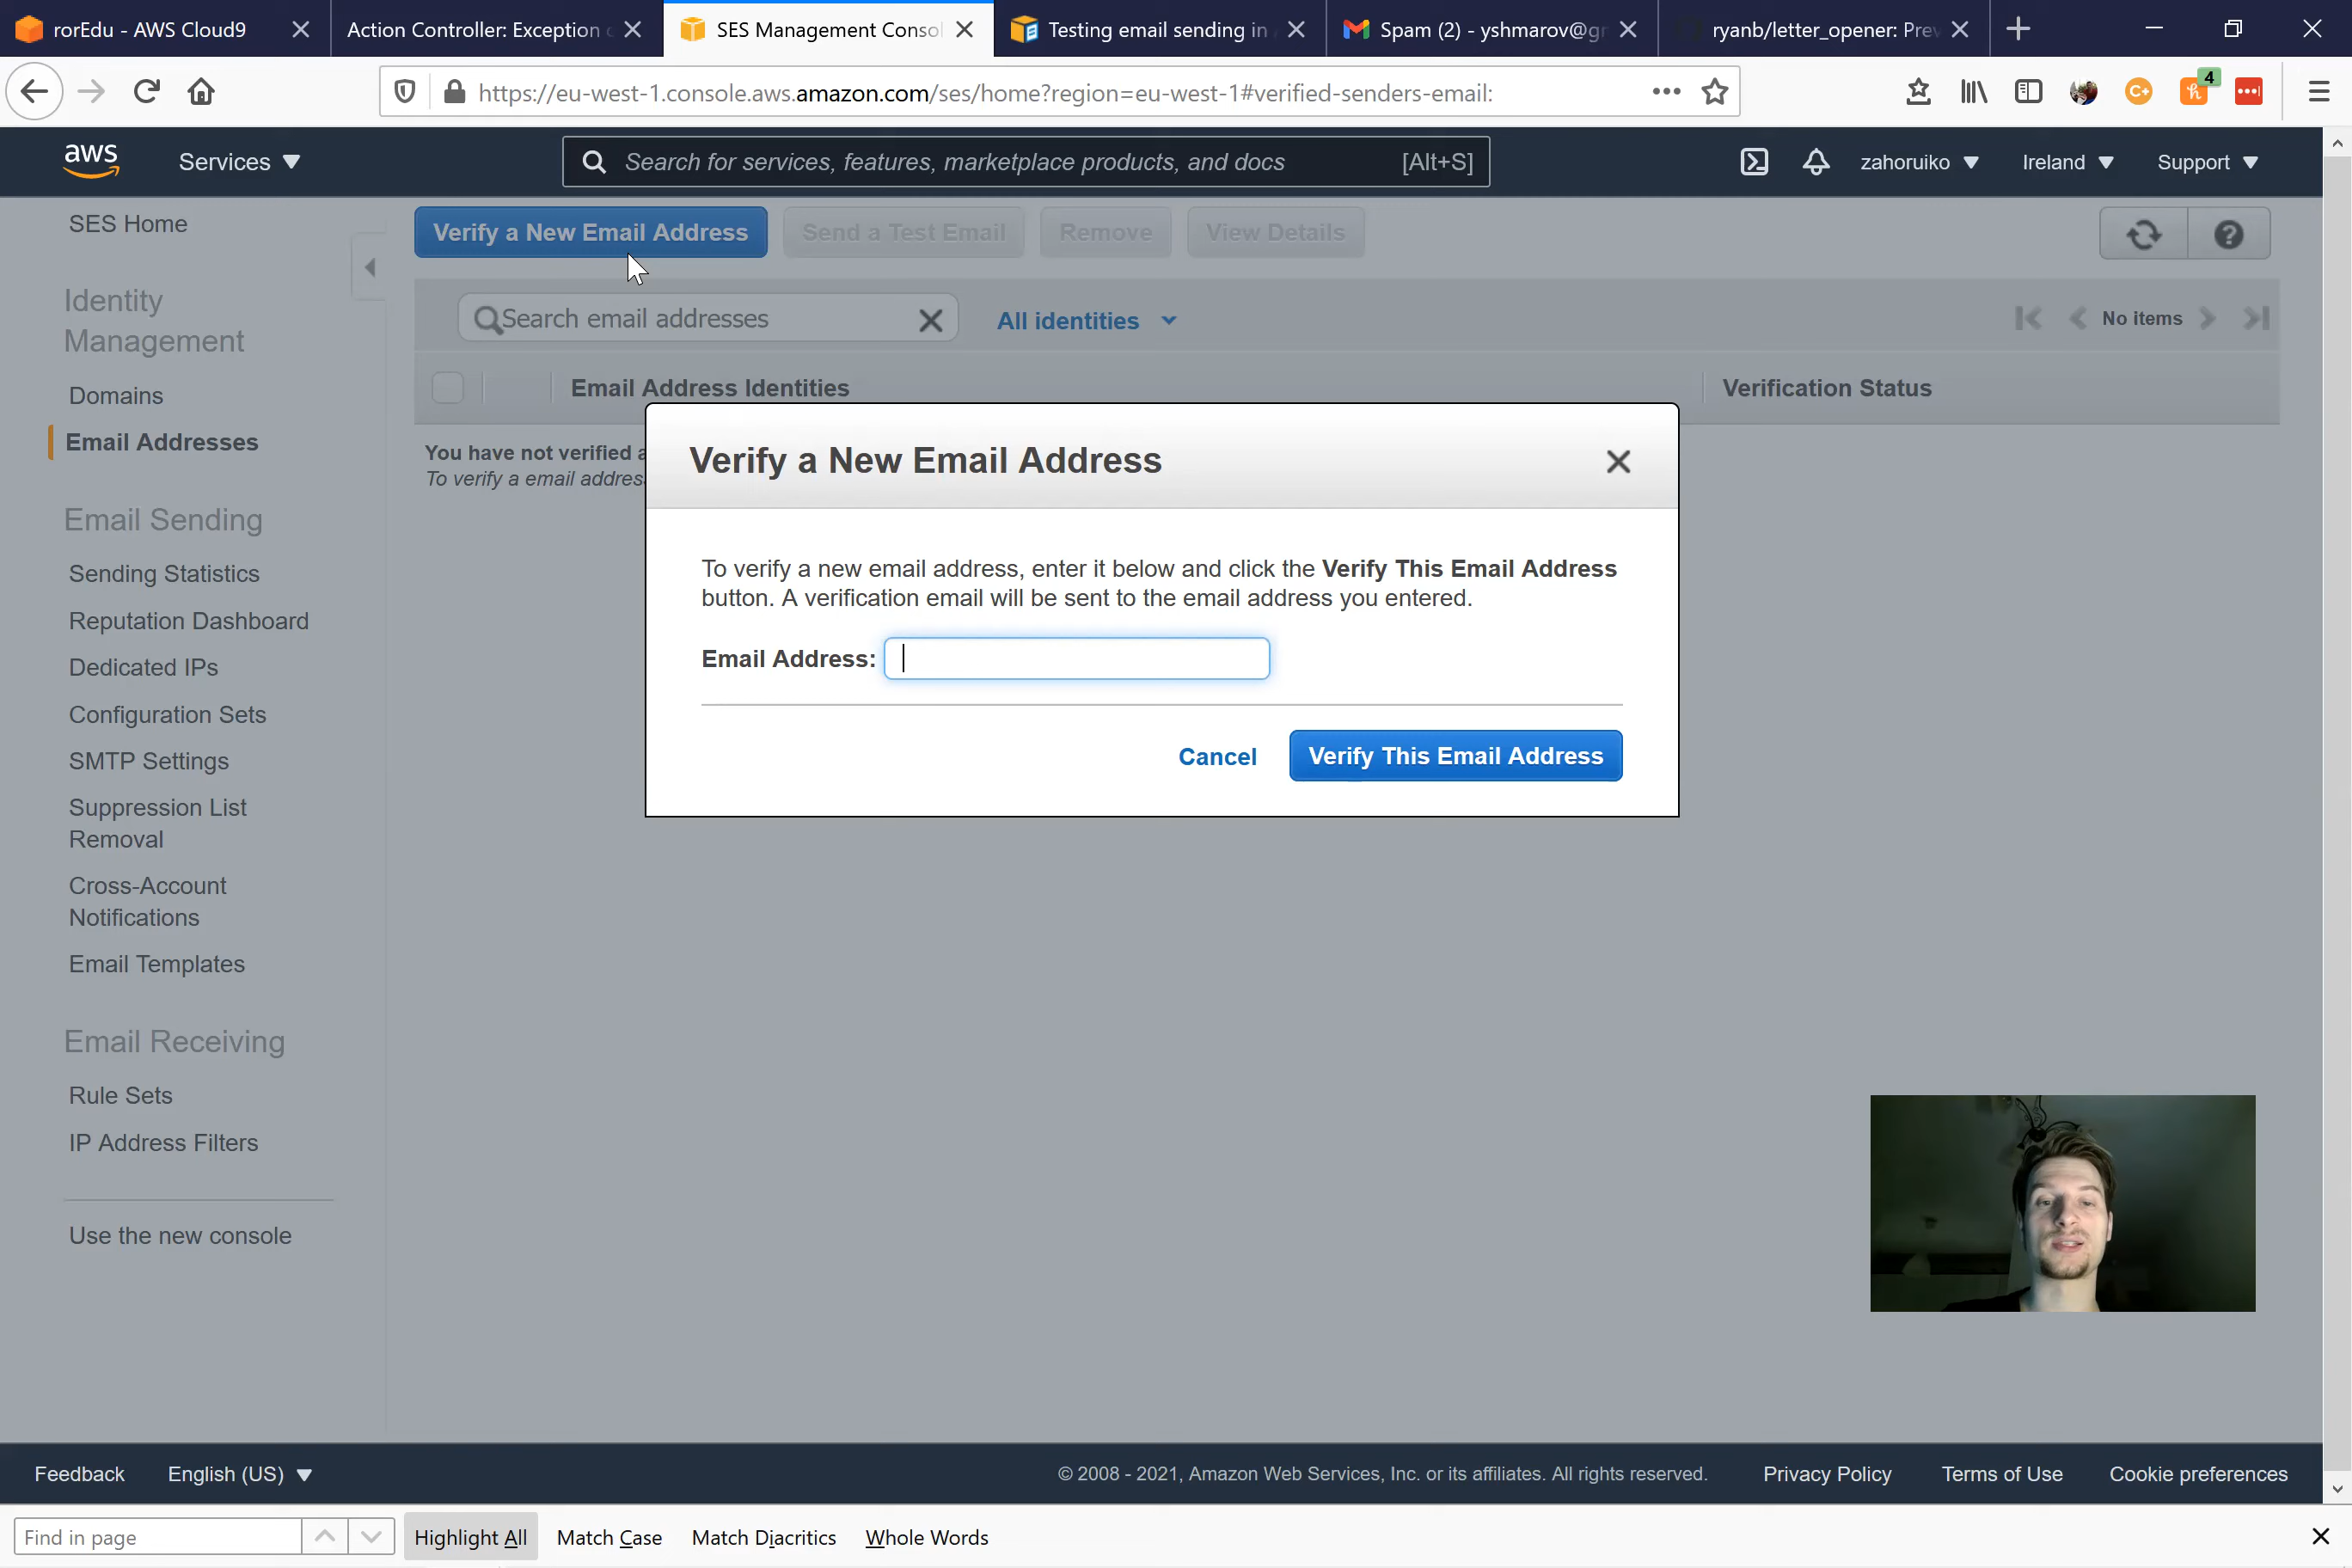 rorEdu - AWS Cloud9
Action Controller: Exception
SES Management Consol
Testing email sending in
Spam (2) - yshmarov@gm
ryanb/letter_opener: Prev
https://eu-west-1.console.aws.amazon.com/ses/home?region=eu-west-1#verified-senders-email:
4
aws
Services
Search for services, features, marketplace products, and docs
[Alt+S]
zahoruiko
Ireland
Support
SES Home
Identity
Management
Domains
Email Addresses
Email Sending
Sending Statistics
Reputation Dashboard
Dedicated IPs
Configuration Sets
SMTP Settings
Suppression List
Removal
Cross-Account
Notifications
Email Templates
Email Receiving
Rule Sets
IP Address Filters
Use the new console
Verify a New Email Address
Send a Test Email
Remove
View Details
Search email addresses
All identities
No items
Email Address Identities
Verification Status
You have not verified
To verify a email
Verify a New Email Address
To verify a new email address, enter it below and click the Verify This Email Address
button. A verification email will be sent to the email address you entered.
Email Address:
Cancel
Verify This Email Address
Feedback
English (US)
© 2008 - 2021, Amazon Web Services, Inc. or its affiliates. All rights reserved.
Privacy Policy
Terms of Use
Cookie preferences
Find in page
Highlight All
Match Case
Match Diacritics
Whole Words